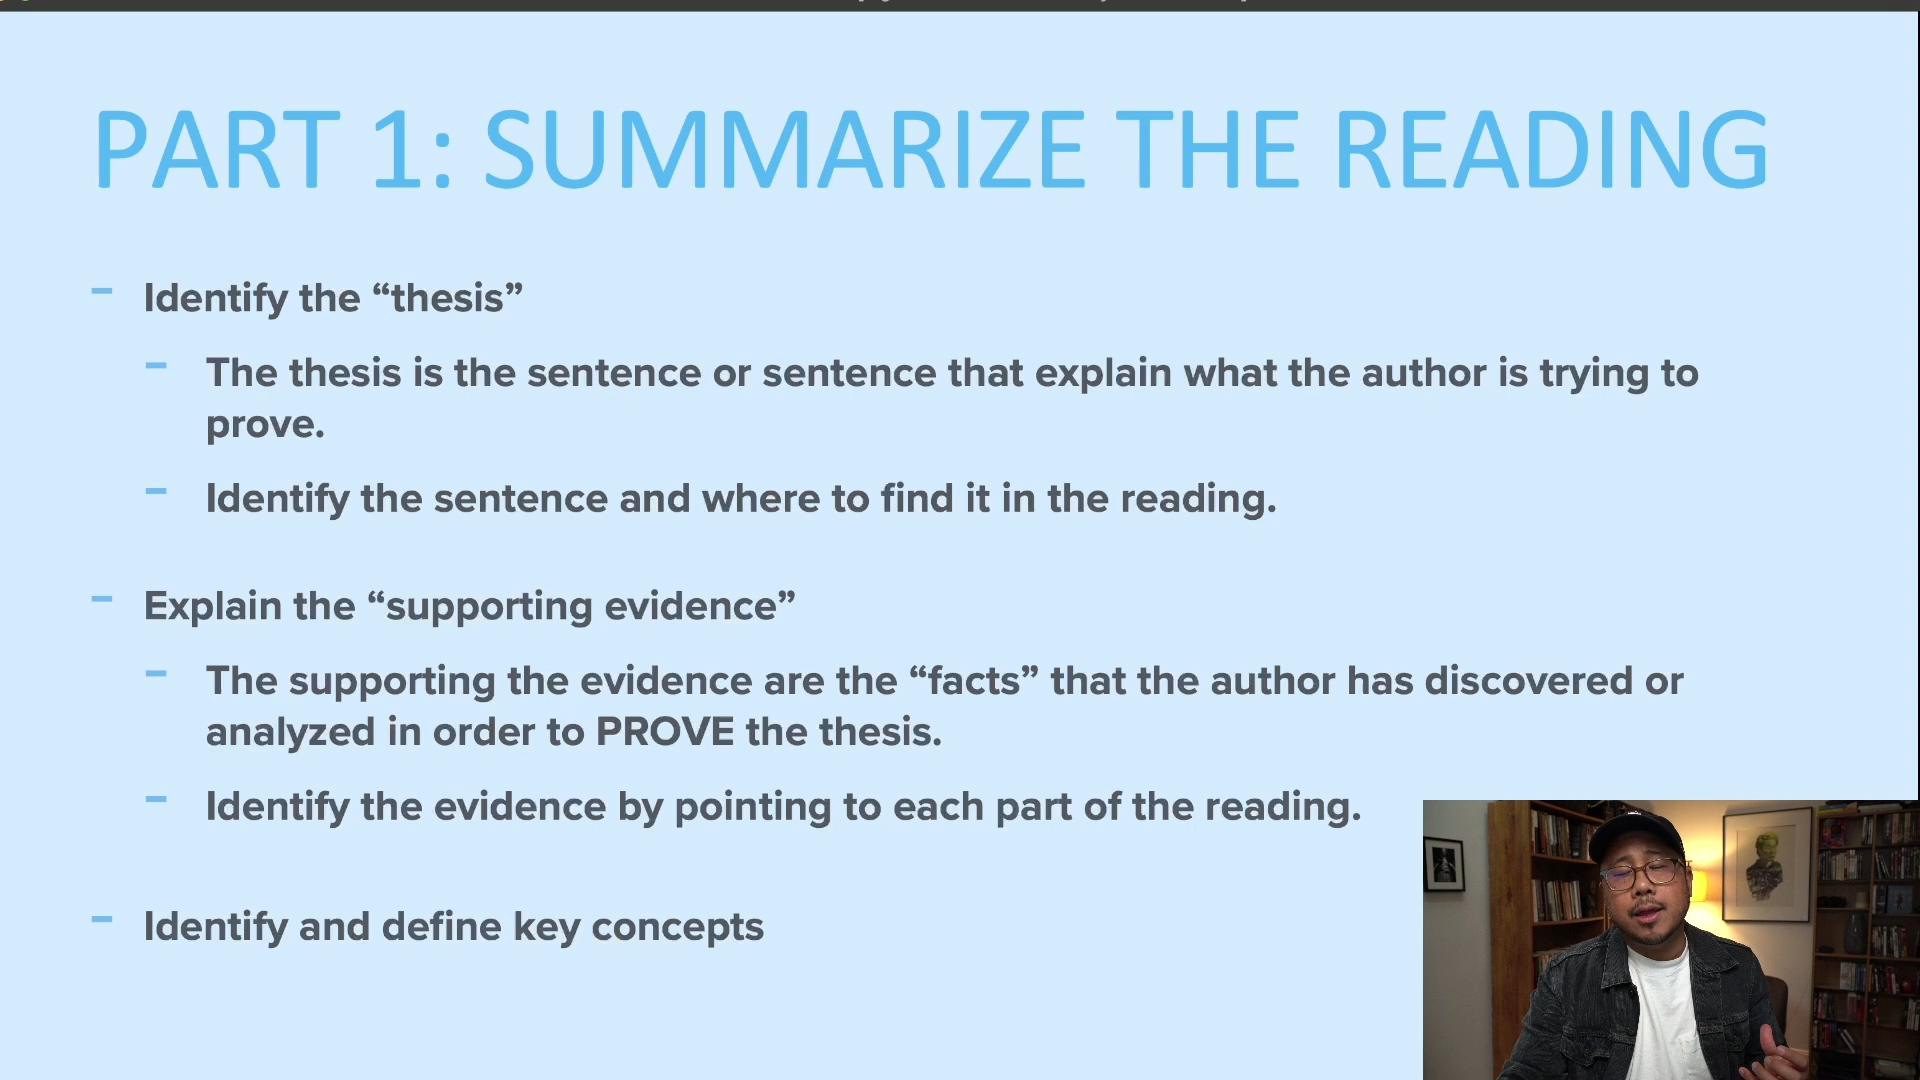 PART 1: SUMMARIZE THE READING
- Identify the “thesis”
- The thesis is the sentence or sentence that explain what the author is trying to
prove.
- Identify the sentence and where to find it in the reading.
- Explain the “supporting evidence”
- The supporting the evidence are the “facts” that the author has discovered or
analyzed in order to PROVE the thesis.
- Identify the evidence by pointing to each part of the reading.
- Identify and define key concepts